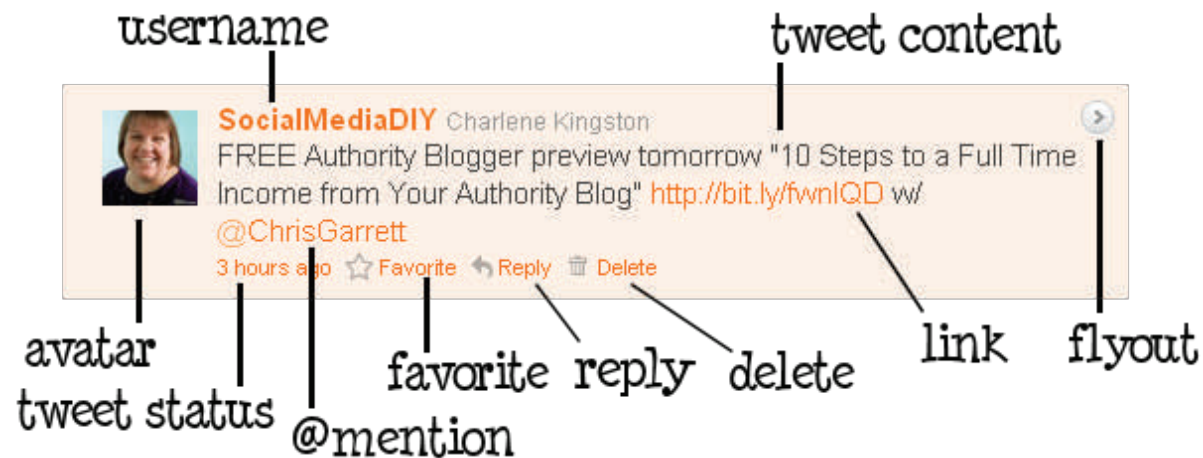 username
tweet content
SocialMediaDIY Charlene Kingston
FREE Authority Blogger preview tomorrow "10 Steps to a Full Time
Income from Your Authority Blog" http://bit.ly/fwnIQD w/
@ChrisGarrett
3 hours ago Favorite Reply Delete
avatar
tweet status
@mention
favorite
reply
delete
link
flyout